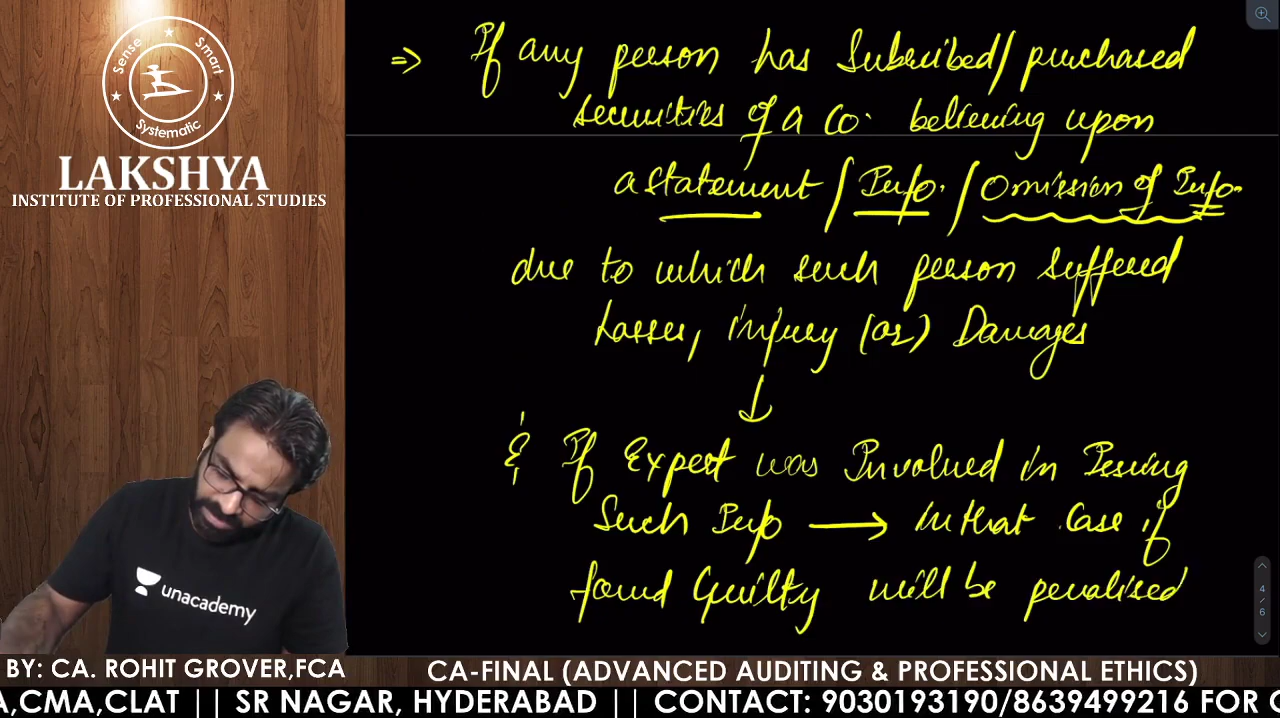 Sense
Smart
Systematic
LAKSHYA
INSTITUTE OF PROFESSIONAL STUDIES
⇒ If any person has Subscribed/purchased
securities of a co. believing upon
a statement / Info. / Omission of Info.
due to which such person suffered
Losses, injury (or) Damages
↓
& If Expert was Involved in Issuing
Such Info → In that case if
found Guilty will be penalised
4
6
unacademy
BY: CA. ROHIT GROVER,FCA
CA-FINAL (ADVANCED AUDITING & PROFESSIONAL ETHICS)
A,CMA,CLAT || SR NAGAR, HYDERABAD || CONTACT: 9030193190/8639499216 FOR